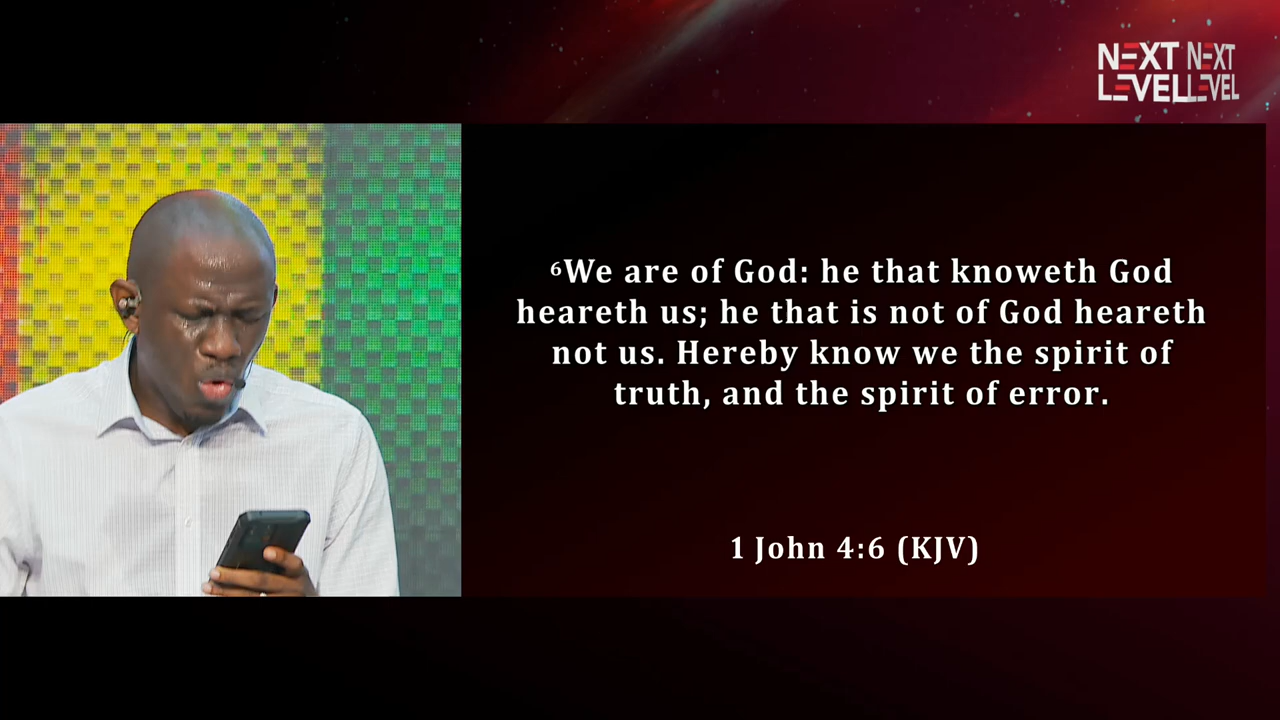 NEXT NEXT
LEVEL LEVEL
⁶We are of God: he that knoweth God
heareth us; he that is not of God heareth
not us. Hereby know we the spirit of
truth, and the spirit of error.
1 John 4:6 (KJV)